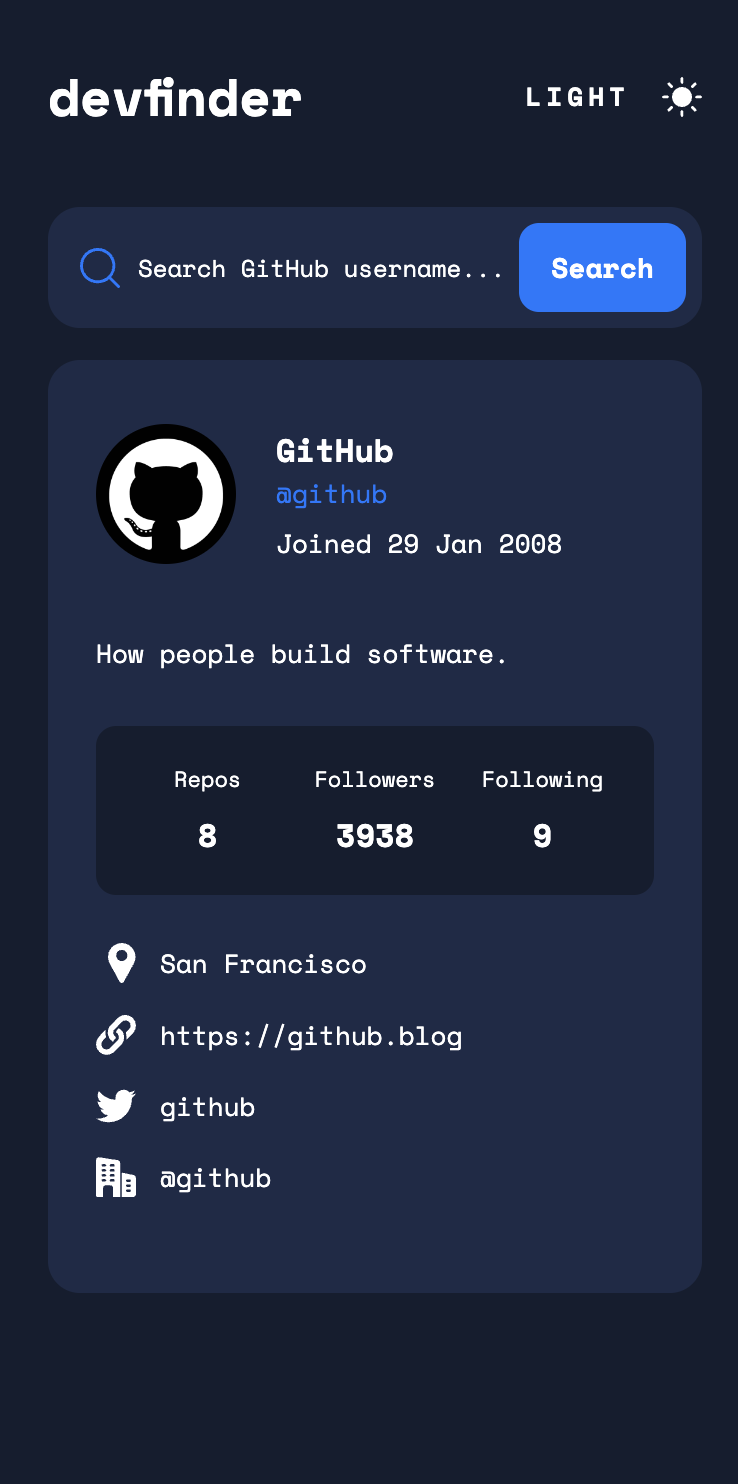 devfinder
LIGHT
Search GitHub username...
Search
GitHub
@github
Joined 29 Jan 2008
How people build software.
Repos Followers Following
8 3938 9
San Francisco
https://github.blog
github
@github